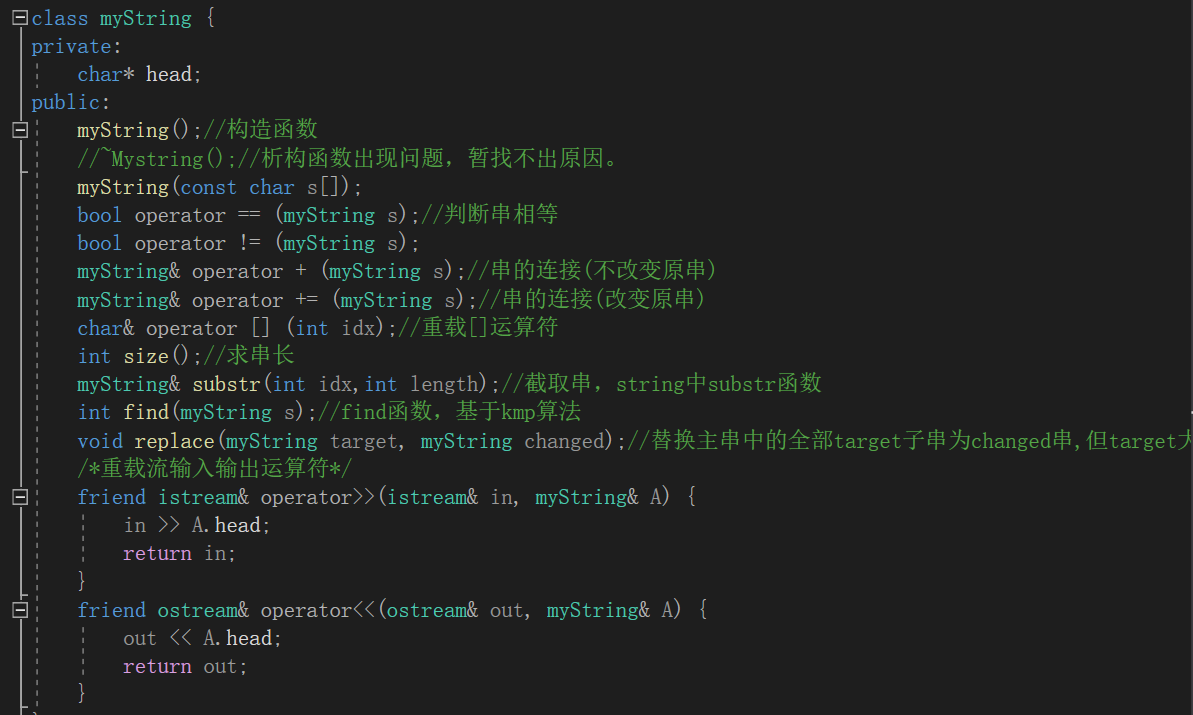 class myString {
private:
    char* head;
public:
    myString();//构造函数
    //~Mystring();//析构函数出现问题，暂找不出原因。
    myString(const char s[]);
    bool operator == (myString s);//判断串相等
    bool operator != (myString s);
    myString& operator + (myString s);//串的连接(不改变原串)
    myString& operator += (myString s);//串的连接(改变原串)
    char& operator [] (int idx);//重载[]运算符
    int size();//求串长
    myString& substr(int idx,int length);//截取串，string中substr函数
    int find(myString s);//find函数，基于kmp算法
    void replace(myString target, myString changed);//替换主串中的全部target子串为changed串,但target大
    /*重载流输入输出运算符*/
    friend istream& operator>>(istream& in, myString& A) {
        in >> A.head;
        return in;
    }
    friend ostream& operator<<(ostream& out, myString& A) {
        out << A.head;
        return out;
    }